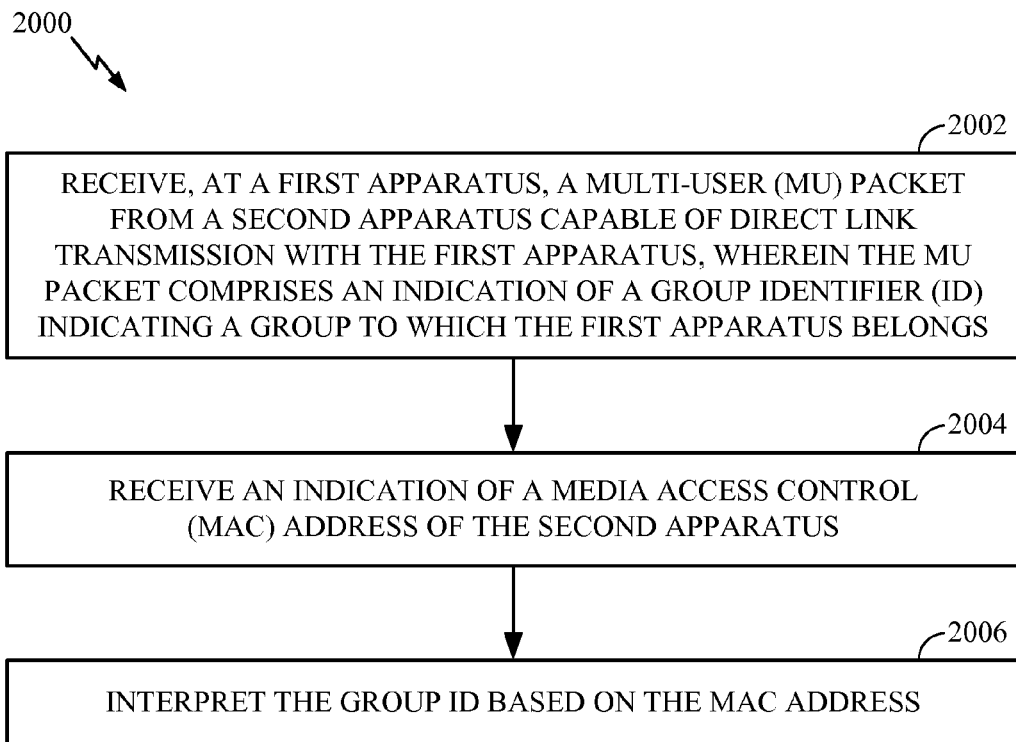 2000
2002
RECEIVE, AT A FIRST APPARATUS, A MULTI-USER (MU) PACKET
FROM A SECOND APPARATUS CAPABLE OF DIRECT LINK
TRANSMISSION WITH THE FIRST APPARATUS, WHEREIN THE MU
PACKET COMPRISES AN INDICATION OF A GROUP IDENTIFIER (ID)
INDICATING A GROUP TO WHICH THE FIRST APPARATUS BELONGS
2004
RECEIVE AN INDICATION OF A MEDIA ACCESS CONTROL
(MAC) ADDRESS OF THE SECOND APPARATUS
2006
INTERPRET THE GROUP ID BASED ON THE MAC ADDRESS